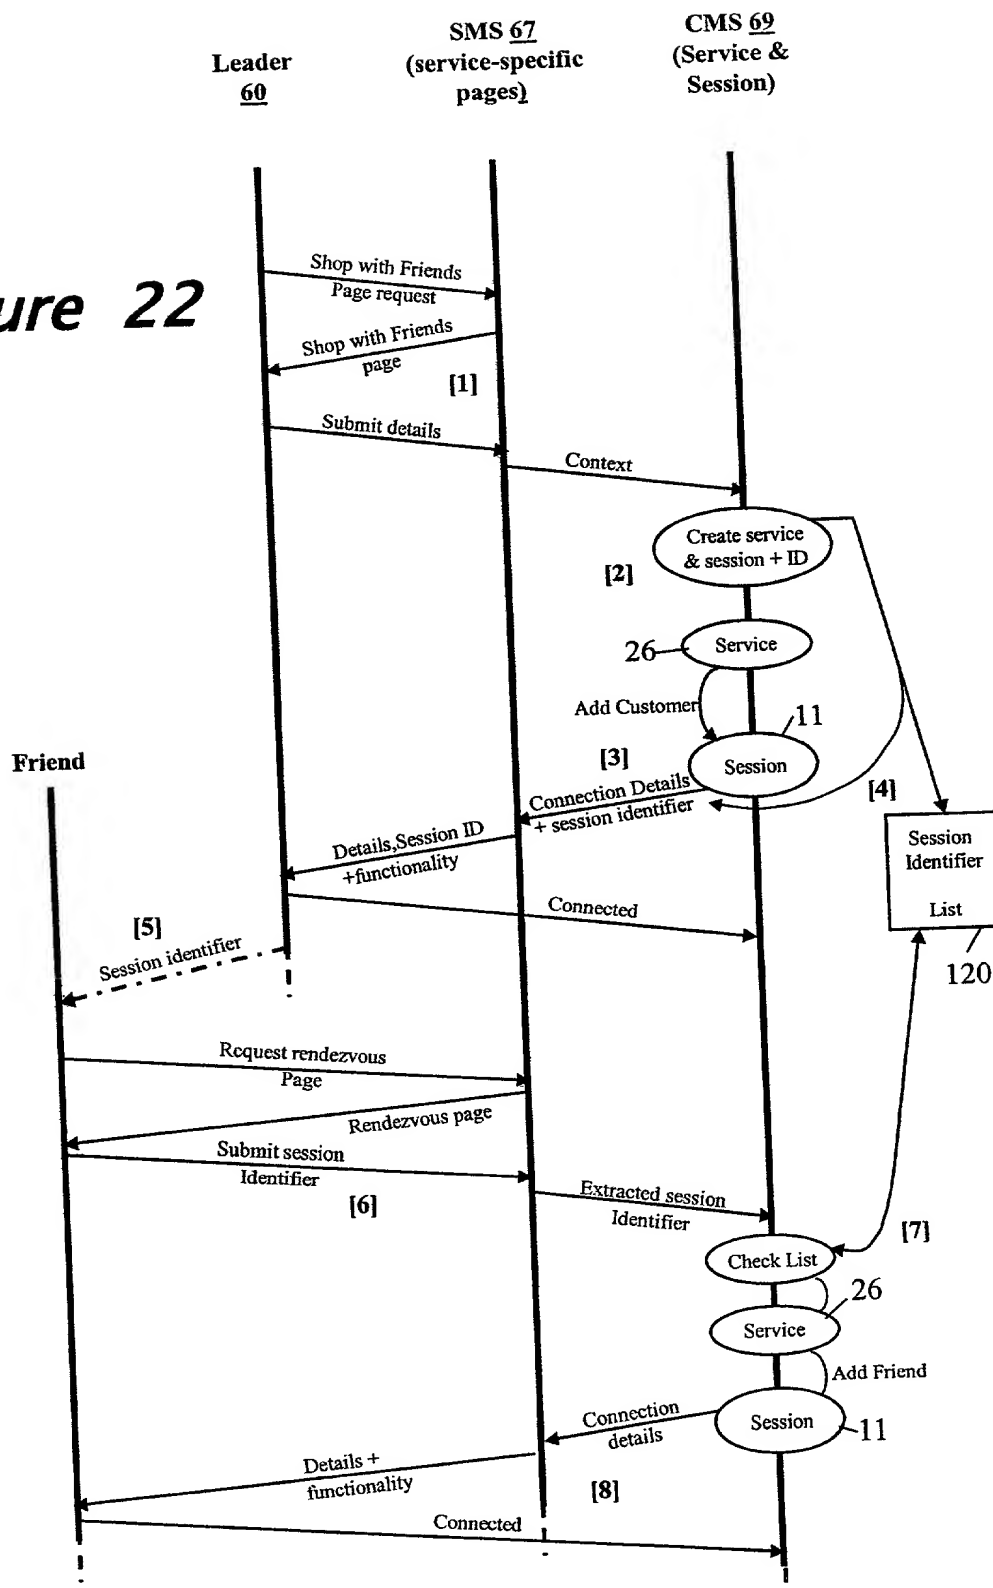 SMS 67
(service-specific
pages)
CMS 69
(Service &
Session)
Leader
60
ure 22
Shop with Friends
Page request
Shop with Friends
page
[1]
Submit details
Context
Create service
& session + ID
[2]
26
Service
Add Customer
11
[3]
Session
Connection Details
+ session identifier
[4]
Friend
Details,Session ID
+functionality
Session
Identifier
List
120
Connected
[5]
Session identifier
Request rendezvous
Page
Rendezvous page
Submit session
Identifier
[6]
Extracted session
Identifier
[7]
Check List
26
Service
Add Friend
Session
11
Connection
details
Details +
functionality
[8]
Connected